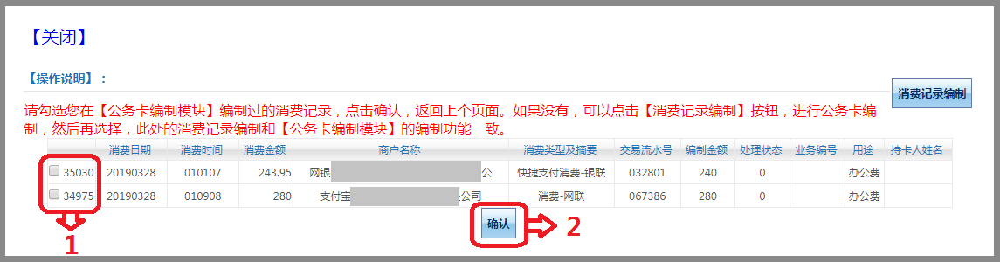 【关闭】
【操作说明】：
消费记录编制
请勾选您在【公务卡编制模块】编制过的消费记录，点击确认，返回上个页面。如果没有，可以点击【消费记录编制】按钮，进行公务卡编
制，然后再选择，此处的消费记录编制和【公务卡编制模块】的编制功能一致。
消费日期 消费时间 消费金额 商户名称 消费类型及摘要 交易流水号 编制金额 处理状态 业务编号 用途 持卡人姓名
35030 20190328 010107 243.95 网银 公 快捷支付消费-银联 032801 240 0 办公费
34975 20190328 010908 280 支付宝 公司 消费-网联 067386 280 0 办公费
确认
2
1